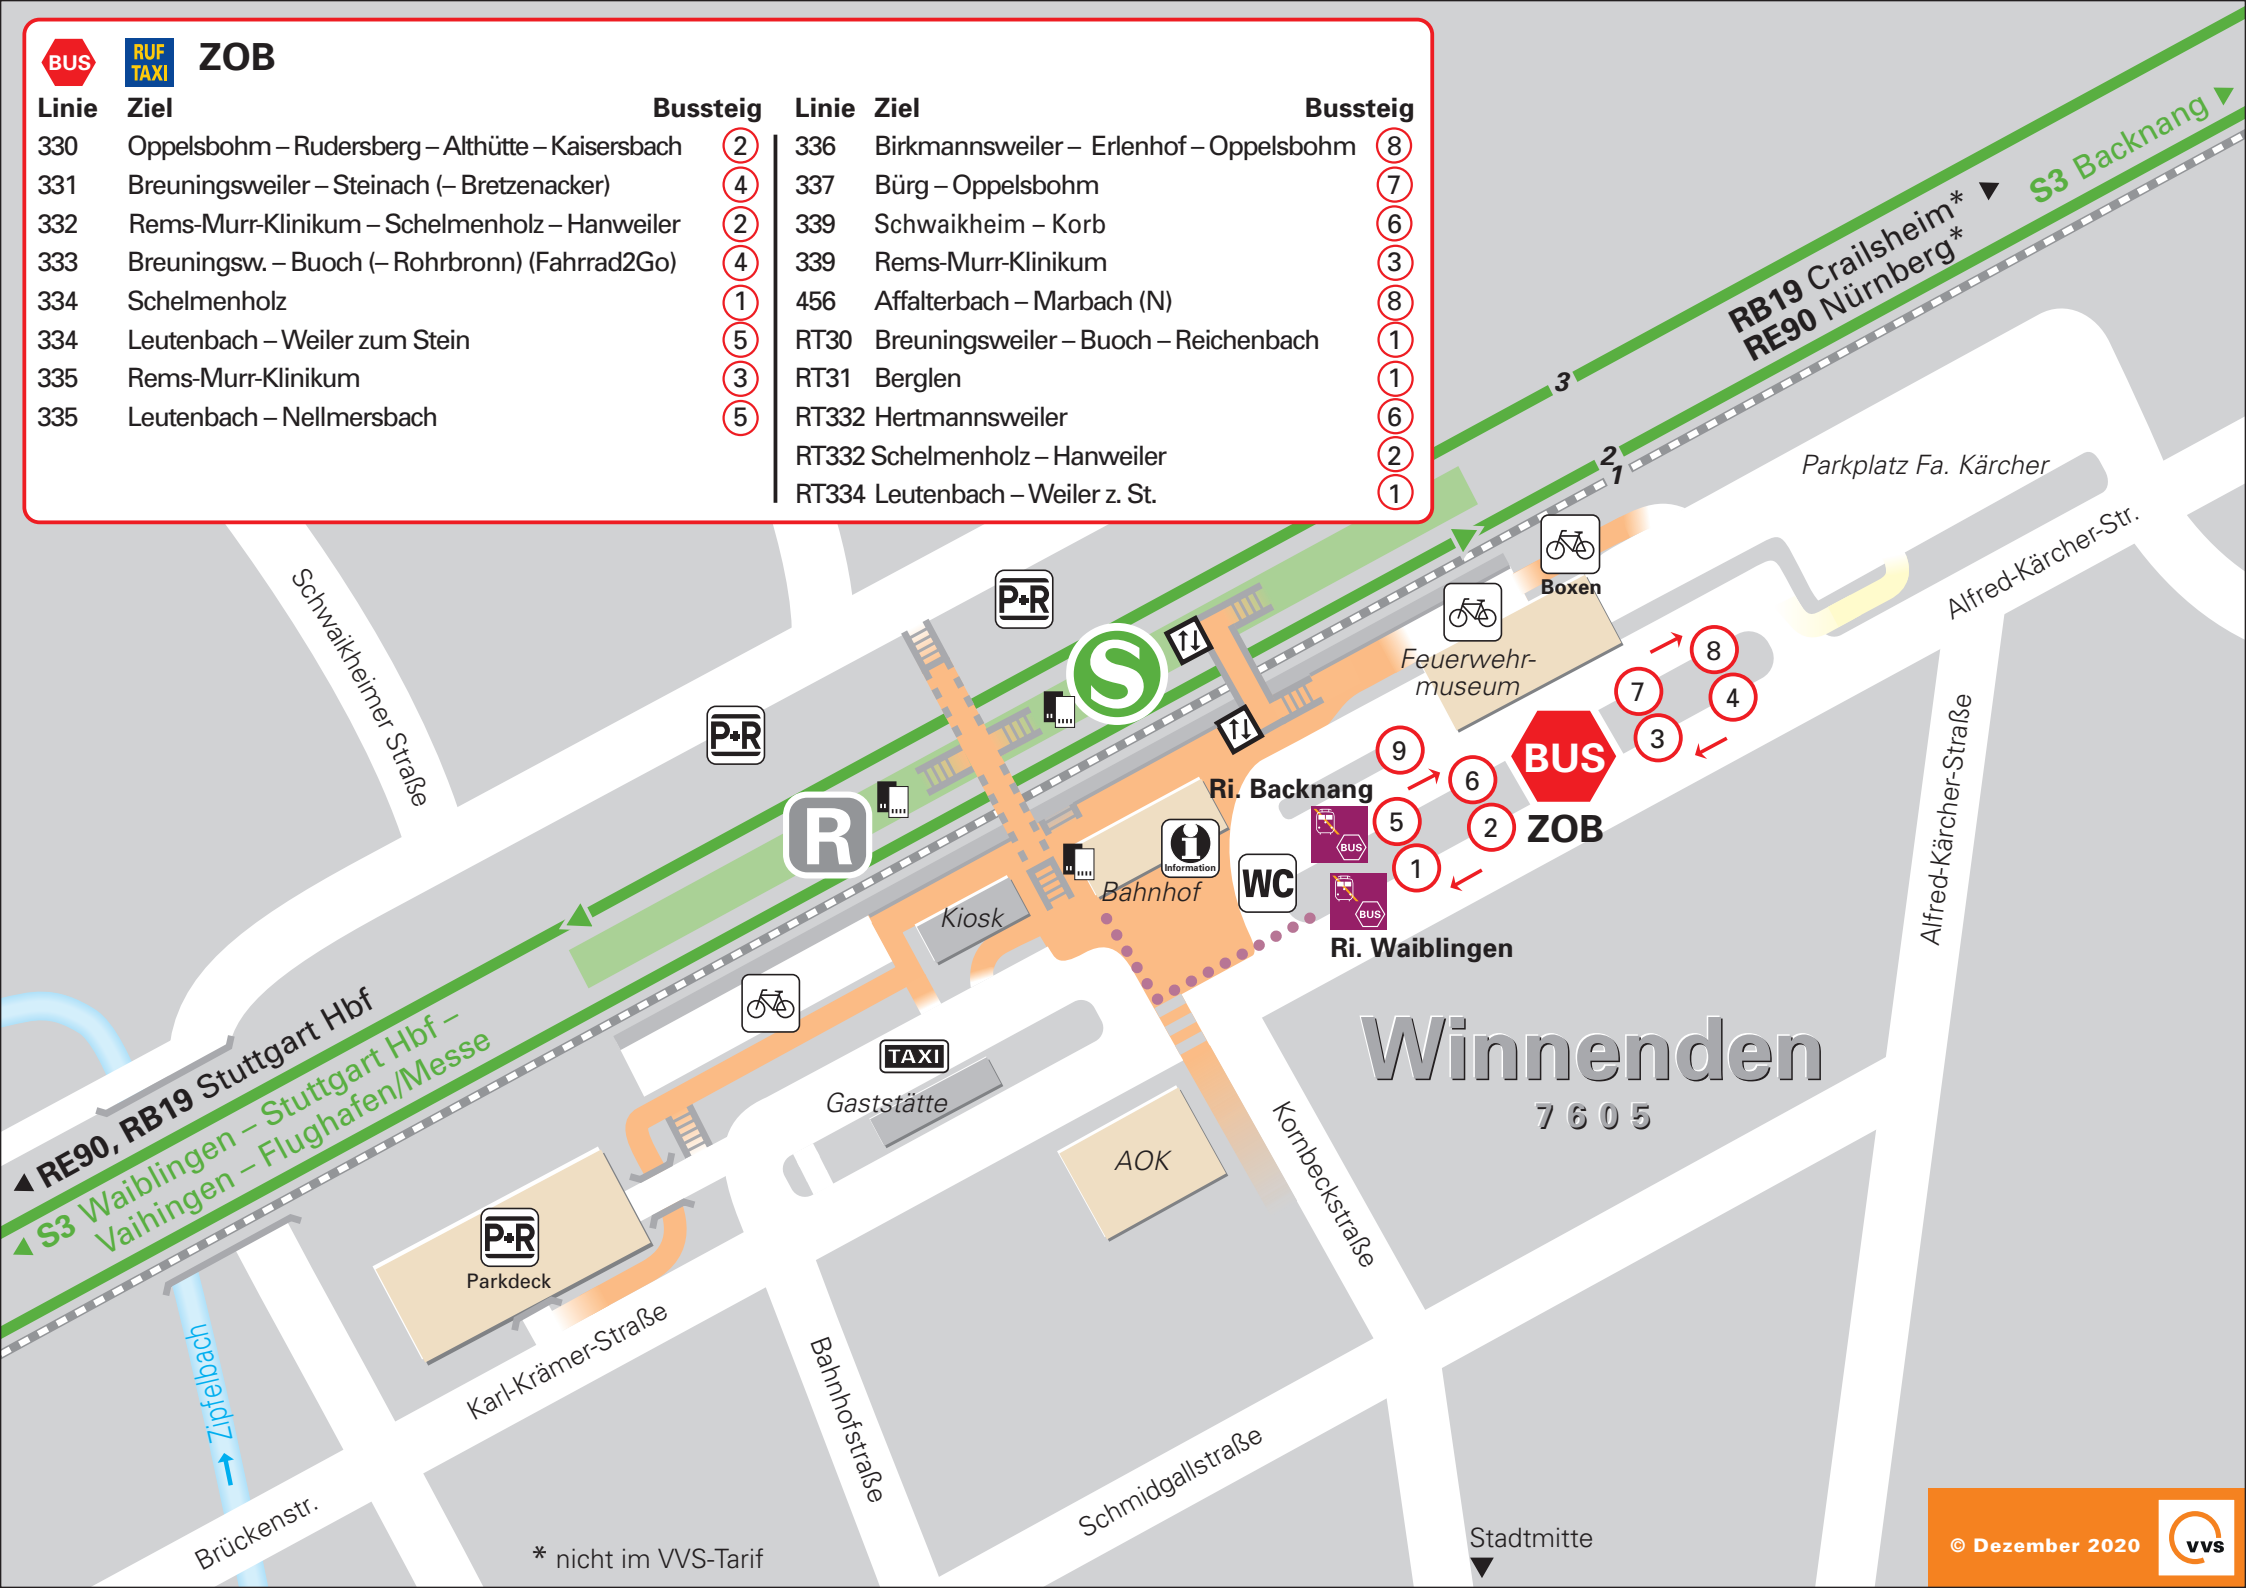 BUS
RUF
TAXI
ZOB
Linie Ziel Bussteig
330 Oppelsbohm – Rudersberg – Althütte – Kaisersbach 2
331 Breuningsweiler – Steinach (– Bretzenacker) 4
332 Rems-Murr-Klinikum – Schelmenholz – Hanweiler 2
333 Breuningsw. – Buoch (– Rohrbronn) (Fahrrad2Go) 4
334 Schelmenholz 1
334 Leutenbach – Weiler zum Stein 5
335 Rems-Murr-Klinikum 3
335 Leutenbach – Nellmersbach 5
Linie Ziel Bussteig
336 Birkmannsweiler – Erlenhof – Oppelsbohm 8
337 Bürg – Oppelsbohm 7
339 Schwaikheim – Korb 6
339 Rems-Murr-Klinikum 3
456 Affalterbach – Marbach (N) 8
RT30 Breuningsweiler – Buoch – Reichenbach 1
RT31 Berglen 1
RT332 Hertmannsweiler 6
RT332 Schelmenholz – Hanweiler 2
RT334 Leutenbach – Weiler z. St. 1
S3 Backnang
RB19 Crailsheim*
RE90 Nürnberg*
3
2
1
Parkplatz Fa. Kärcher
Alfred-Kärcher-Str.
Boxen
Schwaikheimer Straße
P+R
P+R
S
R
Feuerwehr-
museum
8
7
4
3
9
6
5
2
1
BUS
ZOB
Ri. Backnang
BUS
BUS
Ri. Waiblingen
Information
WC
Bahnhof
Kiosk
Alfred-Kärcher-Straße
TAXI
Gaststätte
AOK
Winnenden
7605
Kornbeckstraße
RE90, RB19 Stuttgart Hbf
S3 Waiblingen – Stuttgart Hbf –
Vaihingen – Flughafen/Messe
P+R
Parkdeck
Zipfelbach
Karl-Krämer-Straße
Bahnhofstraße
Schmidgallstraße
Brückenstr.
* nicht im VVS-Tarif
Stadtmitte
© Dezember 2020
VVS